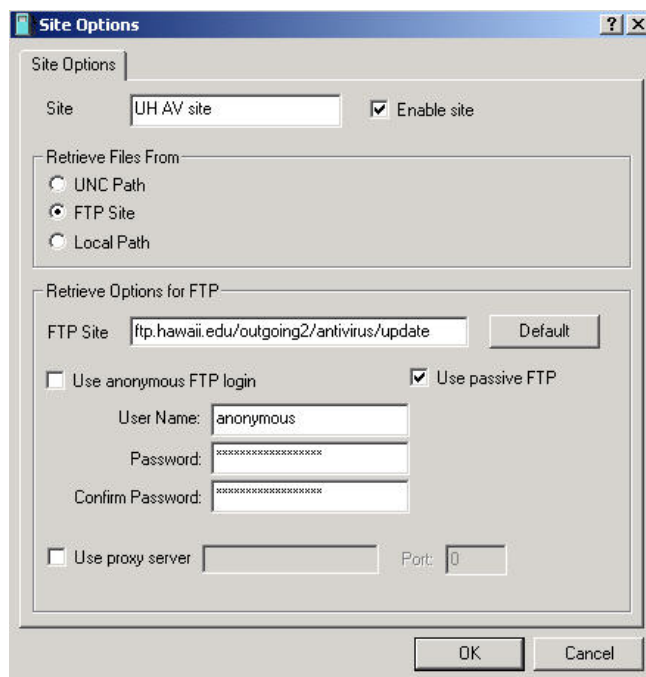 Site Options
Site Options
Site UH AV site Enable site
Retrieve Files From
UNC Path
FTP Site
Local Path
Retrieve Options for FTP
FTP Site ftp.hawaii.edu/outgoing2/antivirus/update Default
Use anonymous FTP login Use passive FTP
User Name: anonymous
Password: ******************
Confirm Password: ******************
Use proxy server Port: 0
OK Cancel